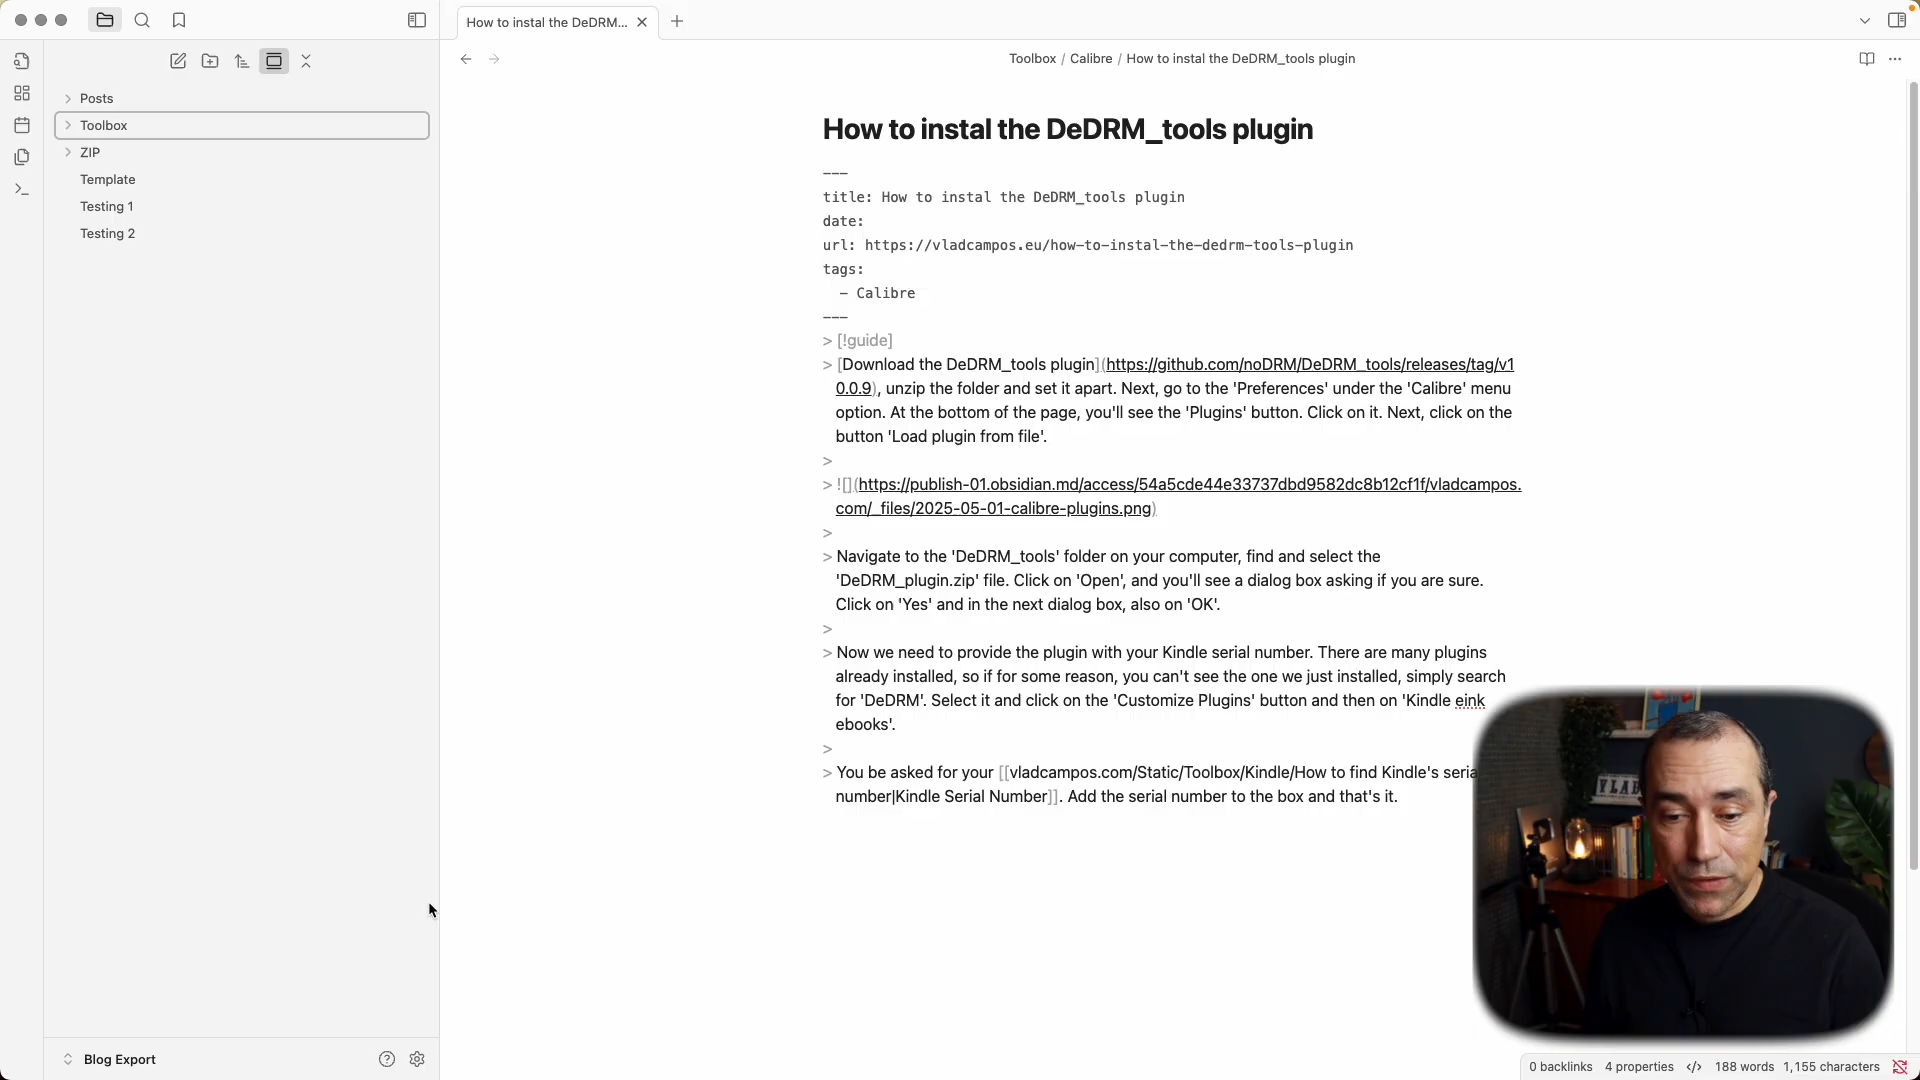 How to instal the DeDRM...
Toolbox / Calibre / How to instal the DeDRM_tools plugin
Posts
Toolbox
ZIP
Template
Testing 1
Testing 2
How to instal the DeDRM_tools plugin
---
title: How to instal the DeDRM_tools plugin
date:
url: https://vladcampos.eu/how-to-instal-the-dedrm-tools-plugin
tags:
- Calibre
---
> [!guide]
> [Download the DeDRM_tools plugin](https://github.com/noDRM/DeDRM_tools/releases/tag/v1
0.0.9), unzip the folder and set it apart. Next, go to the 'Preferences' under the 'Calibre' menu
option. At the bottom of the page, you'll see the 'Plugins' button. Click on it. Next, click on the
button 'Load plugin from file'.
>
> ![](https://publish-01.obsidian.md/access/54a5cde44e33737dbd9582dc8b12cf1f/vladcampos.
com/_files/2025-05-01-calibre-plugins.png)
>
> Navigate to the 'DeDRM_tools' folder on your computer, find and select the
'DeDRM_plugin.zip' file. Click on 'Open', and you'll see a dialog box asking if you are sure.
Click on 'Yes' and in the next dialog box, also on 'OK'.
>
> Now we need to provide the plugin with your Kindle serial number. There are many plugins
already installed, so if for some reason, you can't see the one we just installed, simply search
for 'DeDRM'. Select it and click on the 'Customize Plugins' button and then on 'Kindle eink
ebooks'.
>
> You be asked for your [[vladcampos.com/Static/Toolbox/Kindle/How to find Kindle's seria
number|Kindle Serial Number]]. Add the serial number to the box and that's it.
VLAD
Blog Export
0 backlinks 4 properties </> 188 words 1,155 characters